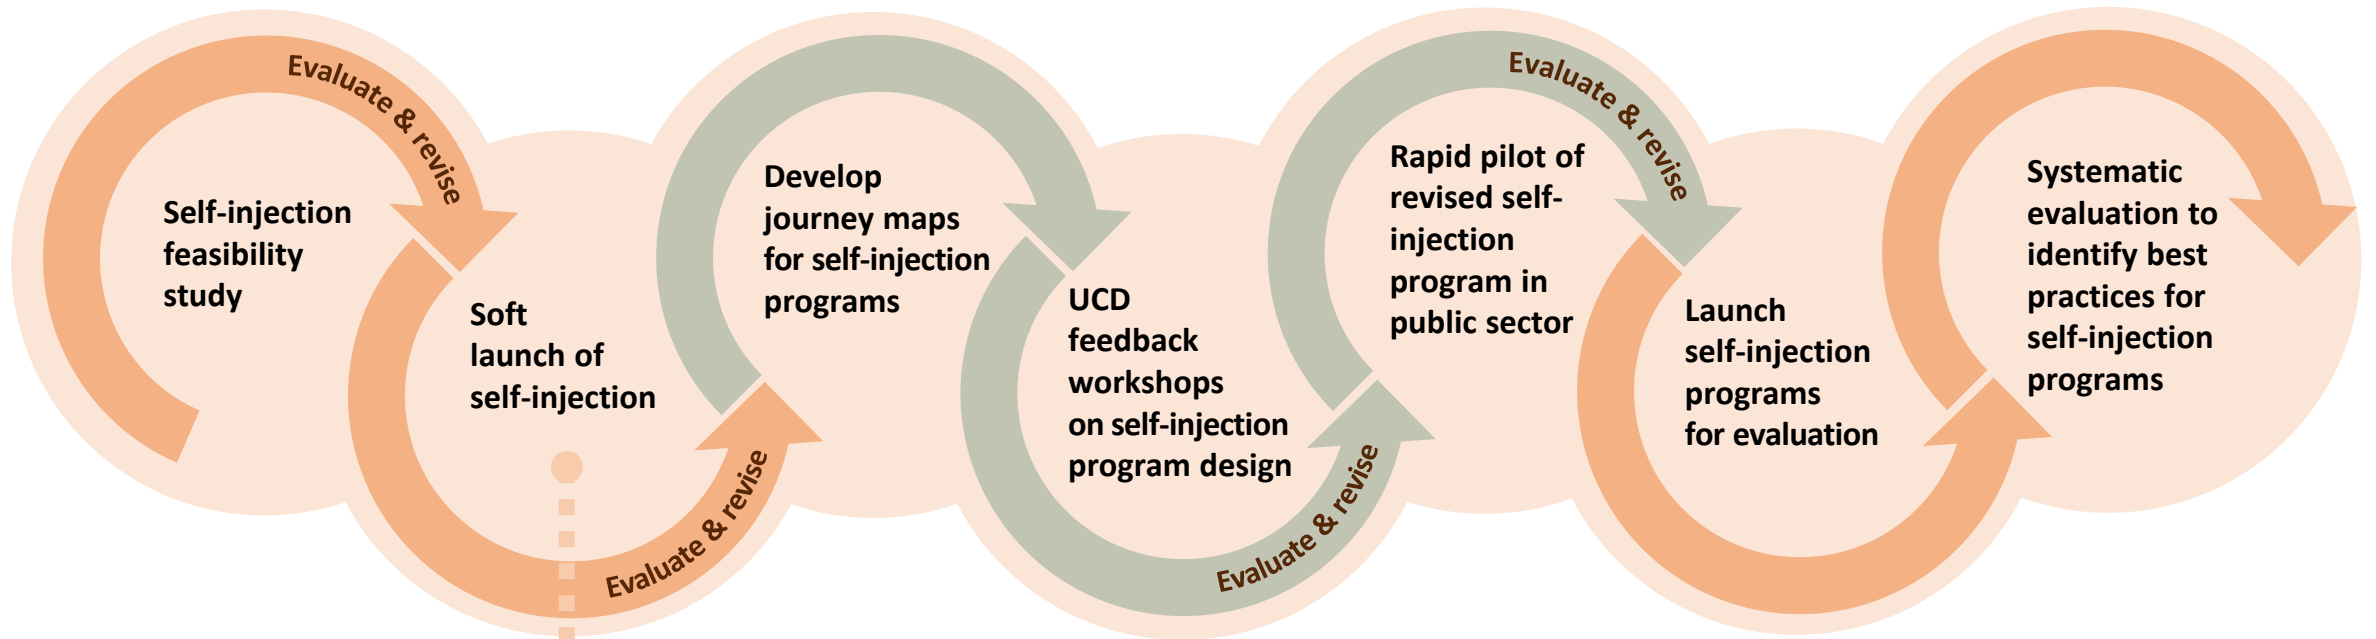 Evaluate & revise
Self-injection
feasibility
study
Soft
launch of
self-injection
Evaluate & revise
Develop
journey maps
for self-injection
programs
UCD
feedback
workshops
on self-injection
program design
Evaluate & revise
Evaluate & revise
Rapid pilot of
revised self-
injection
program in
public sector
Launch
self-injection
programs
for evaluation
Systematic
evaluation to
identify best
practices for
self-injection
programs